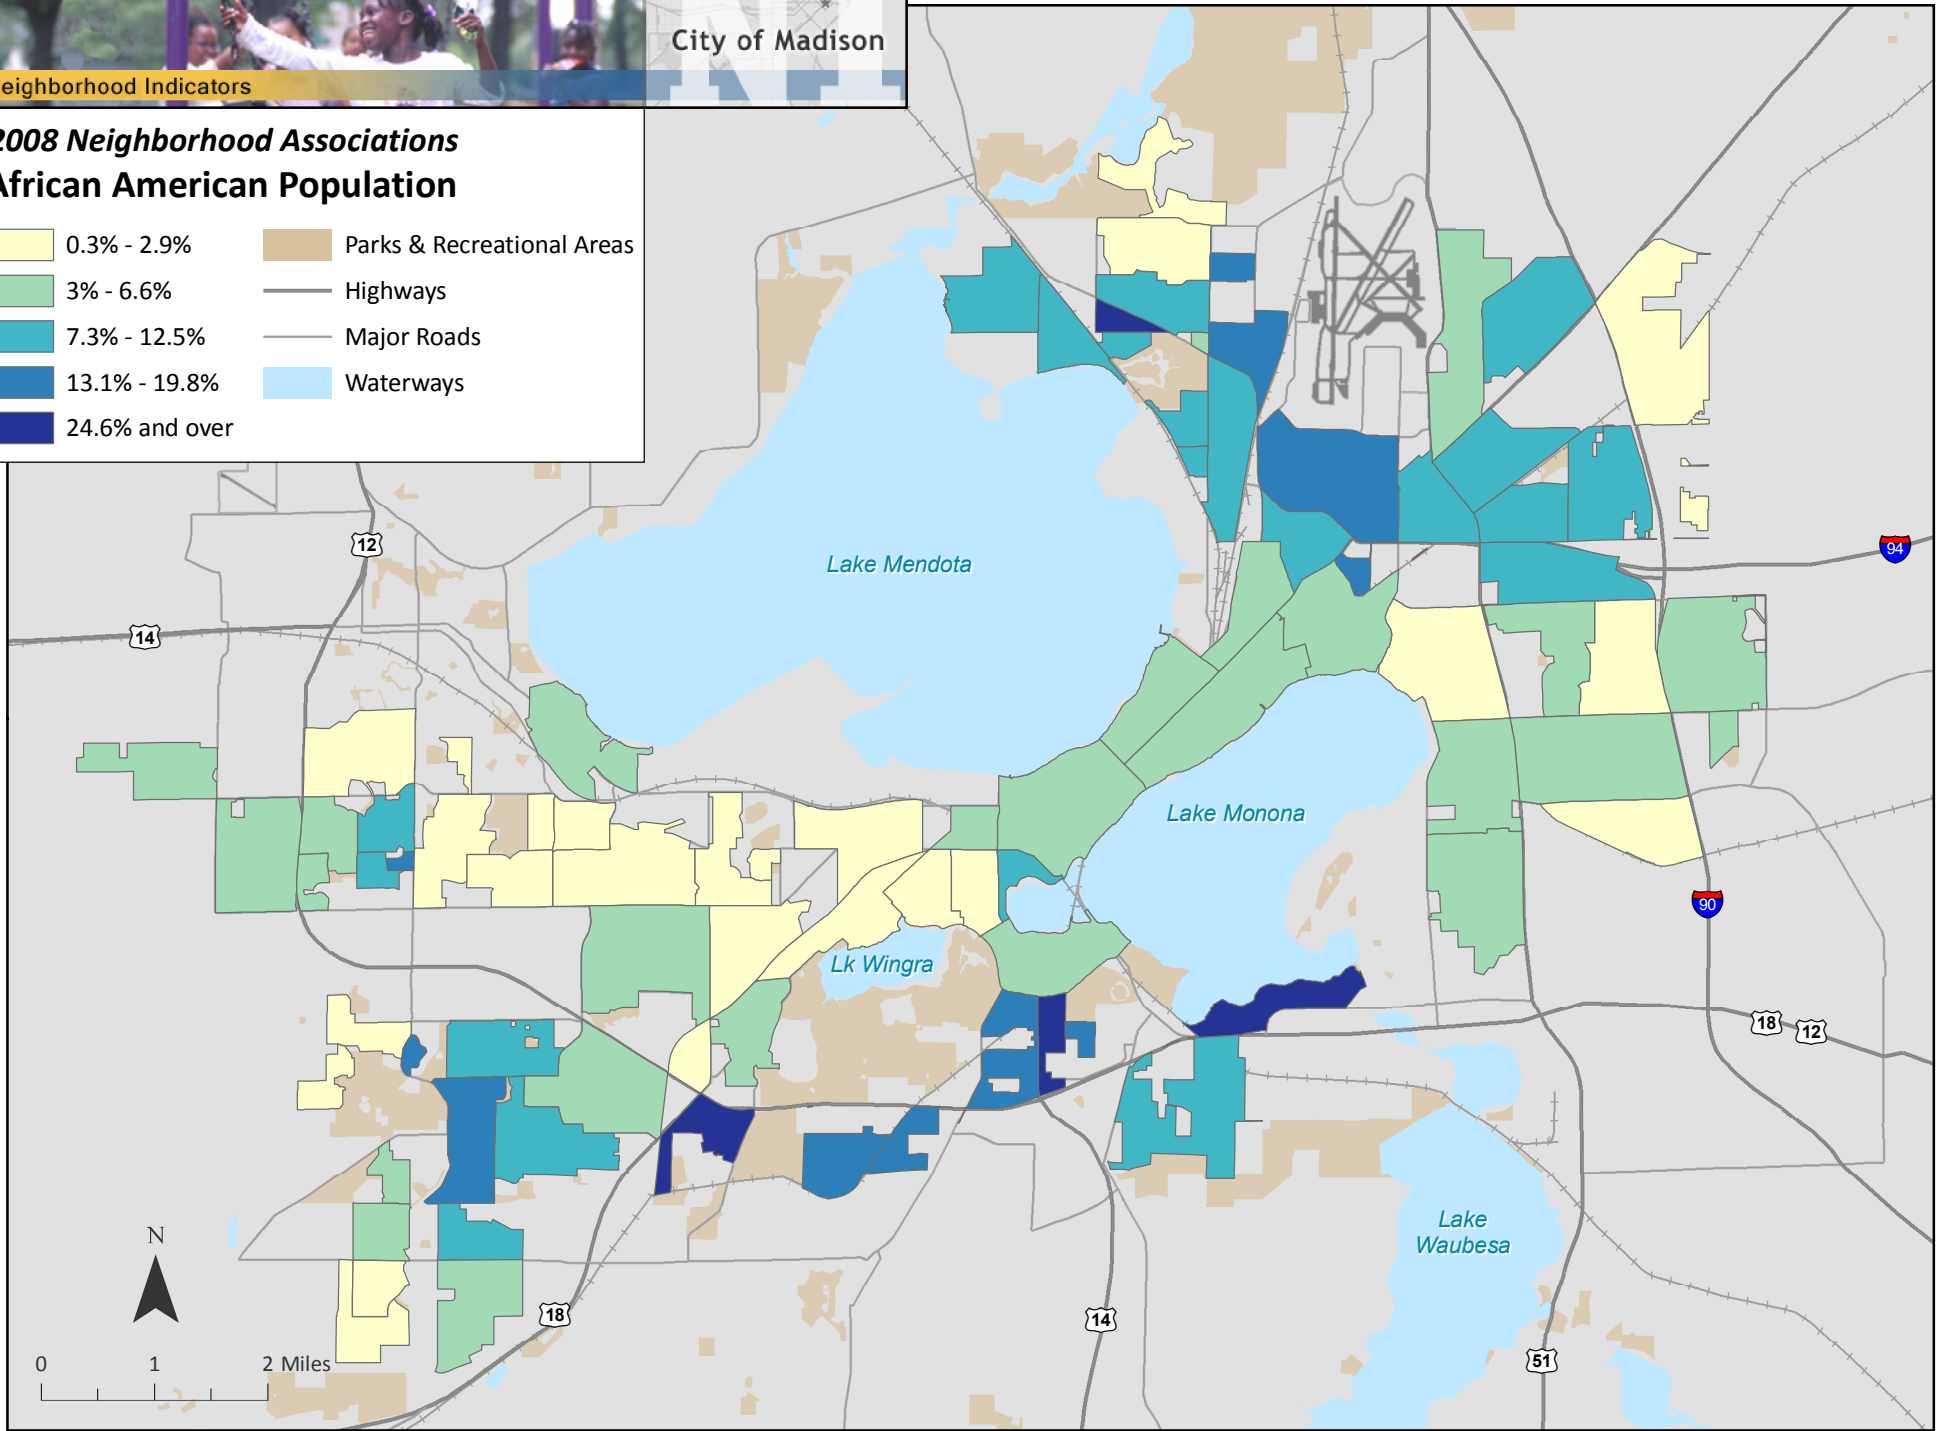 City of Madison
eighborhood Indicators
2008 Neighborhood Associations
African American Population
0.3% - 2.9%
Parks & Recreational Areas
3% - 6.6%
Highways
7.3% - 12.5%
Major Roads
13.1% - 19.8%
Waterways
24.6% and over
12
Lake Mendota
94
14
Lake Monona
90
Lk Wingra
18
12
Lake
Waubesa
N
18
14
51
0
1
2 Miles